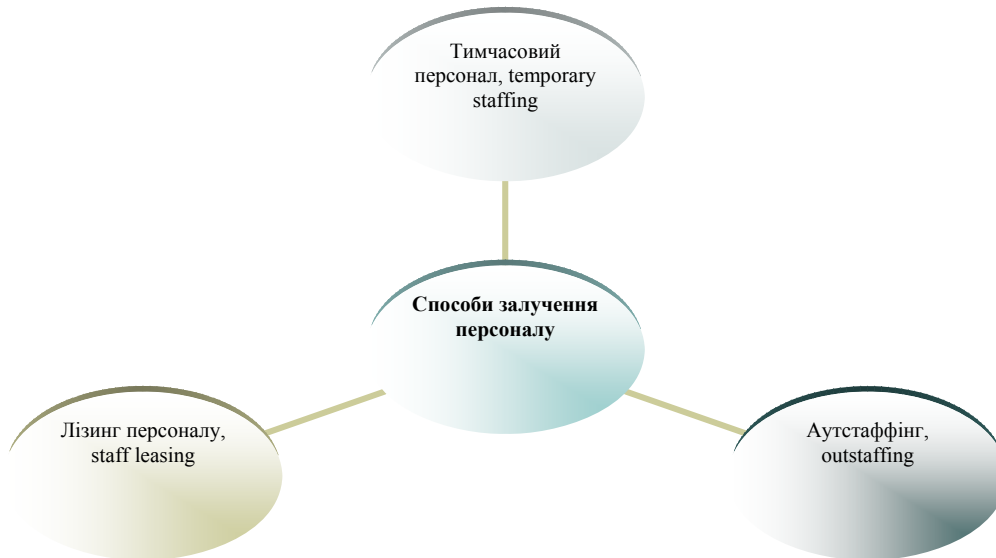 Тимчасовий
персонал, temporary
staffing
Способи залучення
персоналу
Лізинг персоналу,
staff leasing
Аутстаффінг,
outstaffing